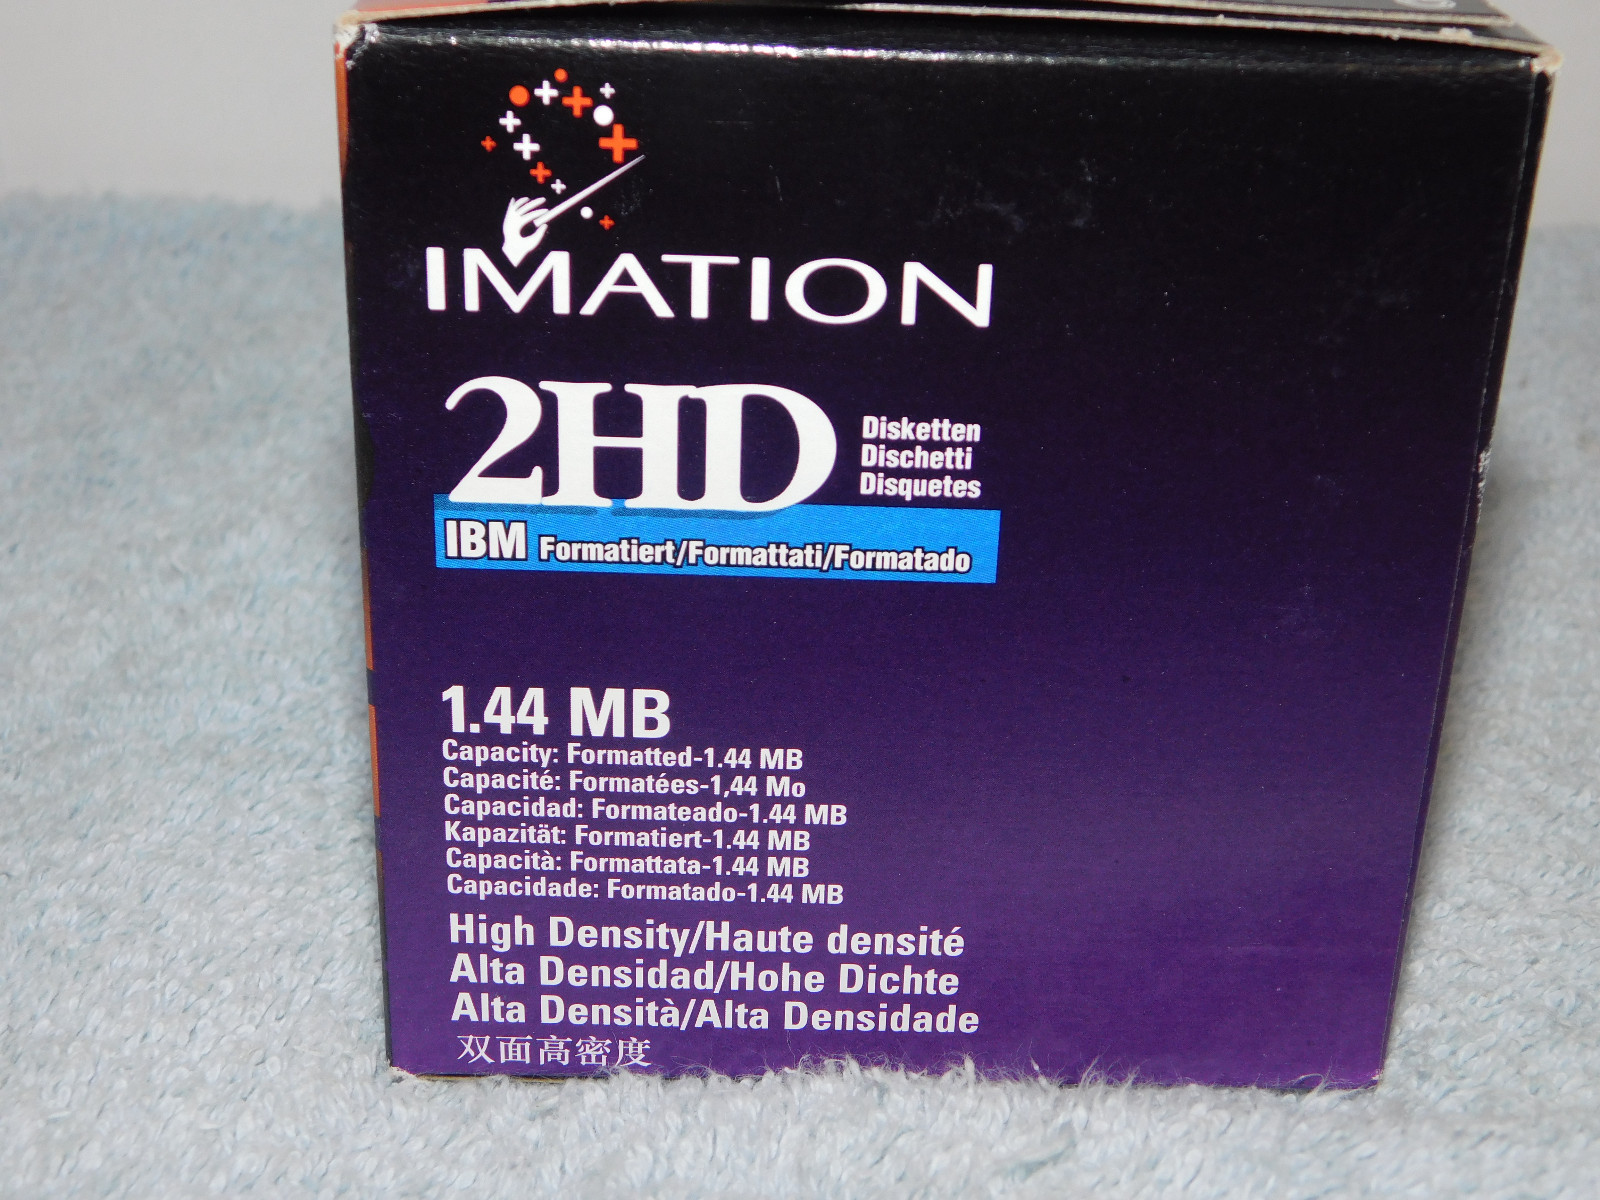 IMATION
2HD
Disketten
Dischetti
Disquetes
IBM Formatiert/Formattati/Formatado
1.44 MB
Capacity: Formatted-1.44 MB
Capacité: Formatées-1,44 Mo
Capacidad: Formateado-1.44 MB
Kapazität: Formatiert-1.44 MB
Capacità: Formattata-1.44 MB
Capacidade: Formatado-1.44 MB
High Density/Haute densité
Alta Densidad/Hohe Dichte
Alta Densità/Alta Densidade
双面高密度